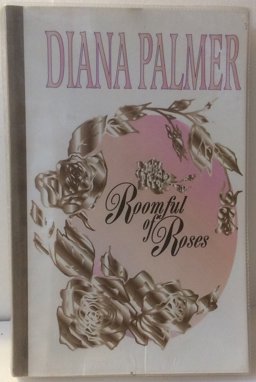 DIANA PALMER
Roomful
of
Roses